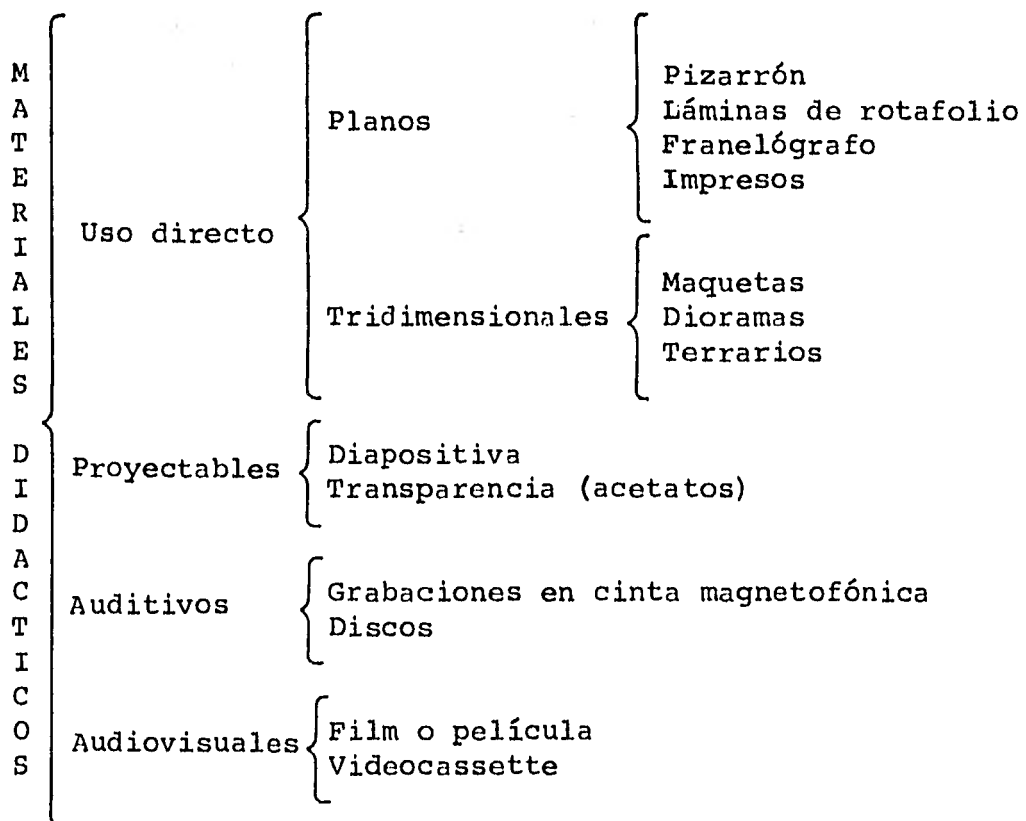 MATERIALES DIDACTICOS
Uso directo
Planos
Pizarrón
Láminas de rotafolio
Franelógrafo
Impresos
Tridimensionales
Maquetas
Dioramas
Terrarios
Proyectables
Diapositiva
Transparencia (acetatos)
Auditivos
Grabaciones en cinta magnetofónica
Discos
Audiovisuales
Film o película
Videocassette